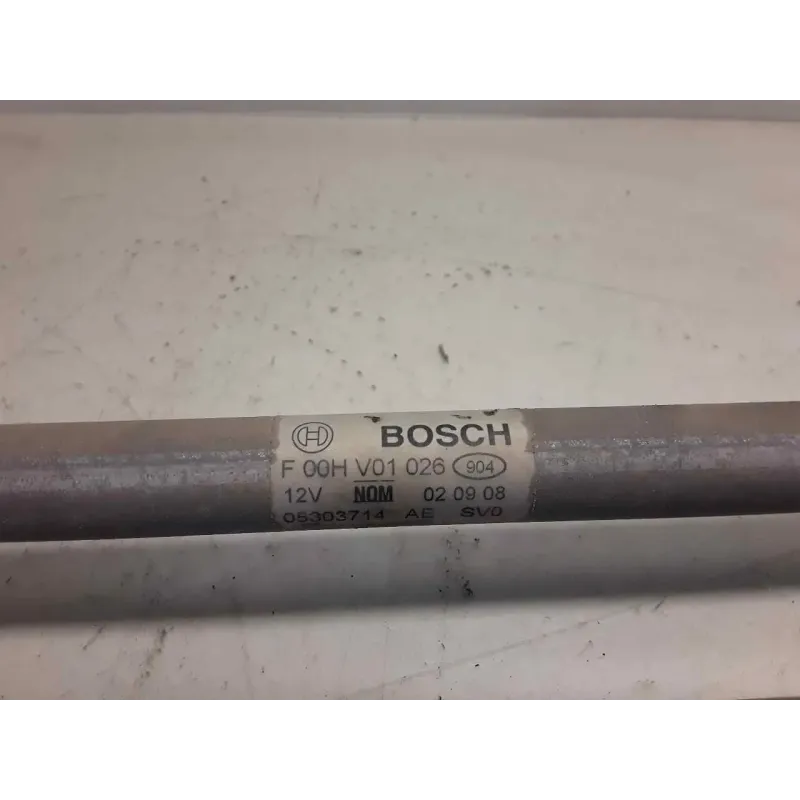 BOSCH
F 00H V01 026 904
12V NOM 02 09 08
05303714 AE SV0